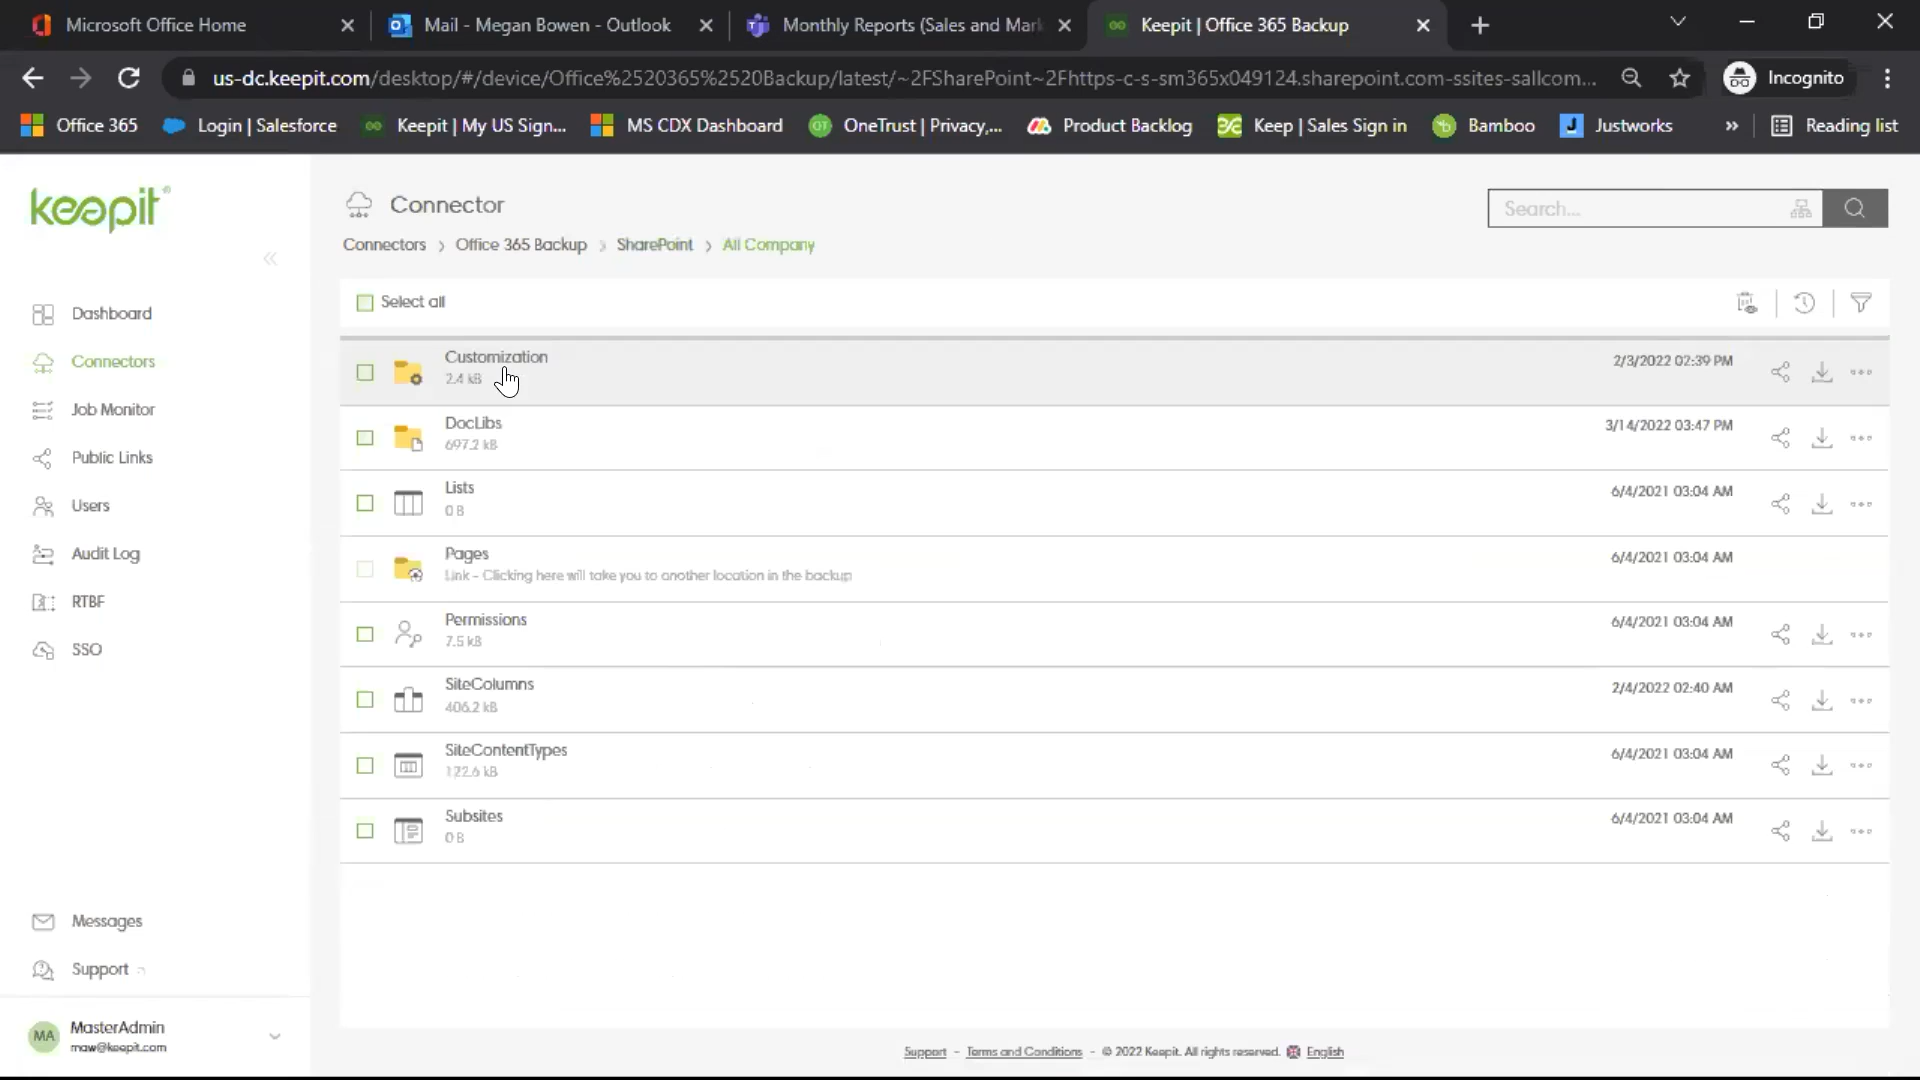 Microsoft Office Home
Mail - Megan Bowen - Outlook
Monthly Reports (Sales and Mark
Keepit | Office 365 Backup
us-dc.keepit.com/desktop/#/device/Office%2520365%2520Backup/latest/~2FSharePoint~2Fhttps-c-s-sm365x049124.sharepoint.com-ssites-sallcom...
Incognito
Office 365
Login | Salesforce
Keepit | My US Sign...
MS CDX Dashboard
OneTrust | Privacy,...
Product Backlog
Keep | Sales Sign in
Bamboo
Justworks
»
Reading list
keepit
Connector
Search...
Connectors > Office 365 Backup > SharePoint > All Company
Dashboard
Connectors
Job Monitor
Public Links
Users
Audit Log
RTBF
SSO
Select all
Customization
2.4 kB
2/3/2022 02:39 PM
DocLibs
697.2 kB
3/14/2022 03:47 PM
Lists
0 B
6/4/2021 03:04 AM
Pages
Link - Clicking here will take you to another location in the backup
6/4/2021 03:04 AM
Permissions
7.5 kB
6/4/2021 03:04 AM
SiteColumns
406.2 kB
2/4/2022 02:40 AM
SiteContentTypes
122.6 kB
6/4/2021 03:04 AM
Subsites
0 B
6/4/2021 03:04 AM
Messages
Support
MA
MasterAdmin
maw@keepit.com
Support - Terms and Conditions - © 2022 Keepit. All rights reserved. English